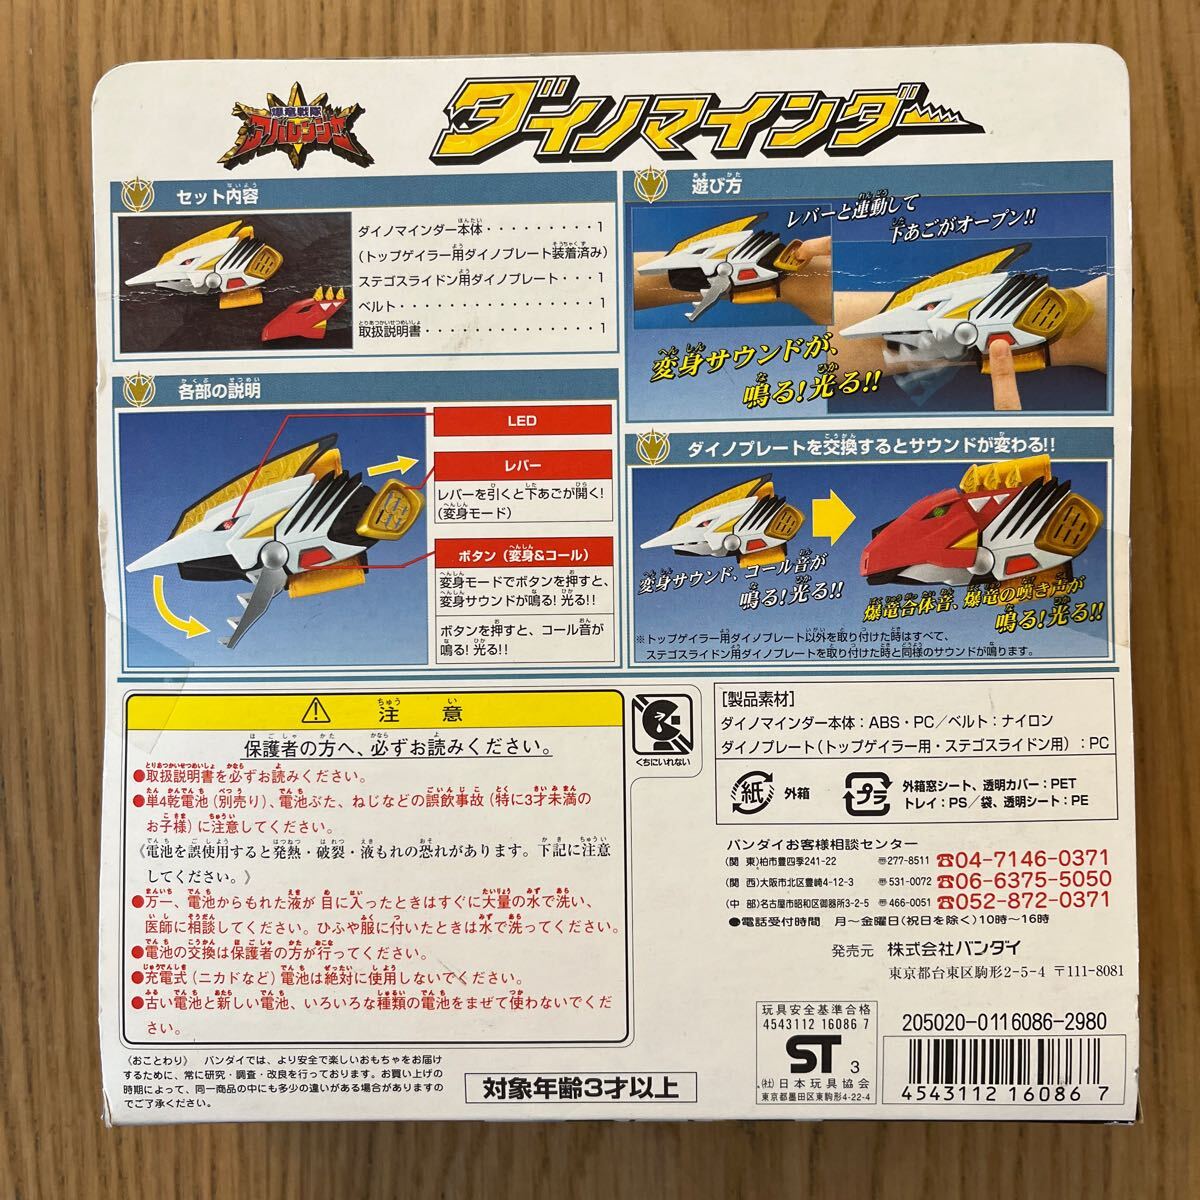 爆竜戦隊
アバレンジャー
ダイノマインダー
セット内容
ダイノマインダー本体・・・・・・・・・1
(トップゲイラー用ダイノプレート装着済み)
ステゴスライドン用ダイノプレート・・・1
ベルト・・・・・・・・・・・・・・・・1
取扱説明書・・・・・・・・・・・・・・1
遊び方
レバーと連動して
下あごがオープン!!
変身サウンドが、
鳴る!光る!!
各部の説明
LED
レバー
レバーを引くと下あごが開く!
(変身モード)
ボタン(変身&コール)
変身モードでボタンを押すと、
変身サウンドが鳴る!光る!!
ボタンを押すと、コール音が
鳴る!光る!!
ダイノプレートを交換するとサウンドが変わる!!
変身サウンド、コール音が
鳴る!光る!!
爆竜合体音、爆竜の嘆き声が
鳴る!光る!!
※トップゲイラー用ダイノプレート以外を取り付けた時はすべて、
ステゴスライドン用ダイノプレートを取り付けた時と同様のサウンドが鳴ります。
⚠ 注意
保護者の方へ、必ずお読みください。
●取扱説明書を必ずお読みください。
●単4乾電池(別売り)、電池ぶた、ねじなどの誤飲事故(特に3才未満の
お子様)に注意してください。
《電池を誤使用すると発熱・破裂・液もれの恐れがあります。下記に注意
してください。》
●万一、電池からもれた液が目に入ったときはすぐに大量の水で洗い、
医師に相談してください。ひふや服に付いたときは水で洗ってください。
●電池の交換は保護者の方が行ってください。
●充電式(ニカドなど)電池は絶対に使用しないでください。
●古い電池と新しい電池、いろいろな種類の電池をまぜて使わないでくだ
さい。
くちにいれない
[製品素材]
ダイノマインダー本体:ABS・PC/ベルト:ナイロン
ダイノプレート(トップゲイラー用・ステゴスライドン用):PC
紙 外箱
プラ 外箱窓シート、透明カバー:PET
トレイ:PS/袋、透明シート:PE
バンダイお客様相談センター
(関 東)柏市豊四季241-22 〒277-8511 ☎04-7146-0371
(関 西)大阪市北区豊崎4-12-3 〒531-0072 ☎06-6375-5050
(中 部)名古屋市昭和区御器所3-2-5 〒466-0051 ☎052-872-0371
●電話受付時間 月〜金曜日(祝日を除く)10時〜16時
発売元 株式会社バンダイ
東京都台東区駒形2-5-4 〒111-8081
《おことわり》 バンダイでは、より安全で楽しいおもちゃをお届け
するために、常に研究・調査・改良を行っております。お買い上げの
時期によって、同一商品の中にも多少の違いがある場合がありますの
でご了承ください。
対象年齢3才以上
玩具安全基準合格
4543112 16086 7
ST 3
(社)日本玩具協会
東京都墨田区東駒形4-22-4
205020-0116086-2980
4543112 160867